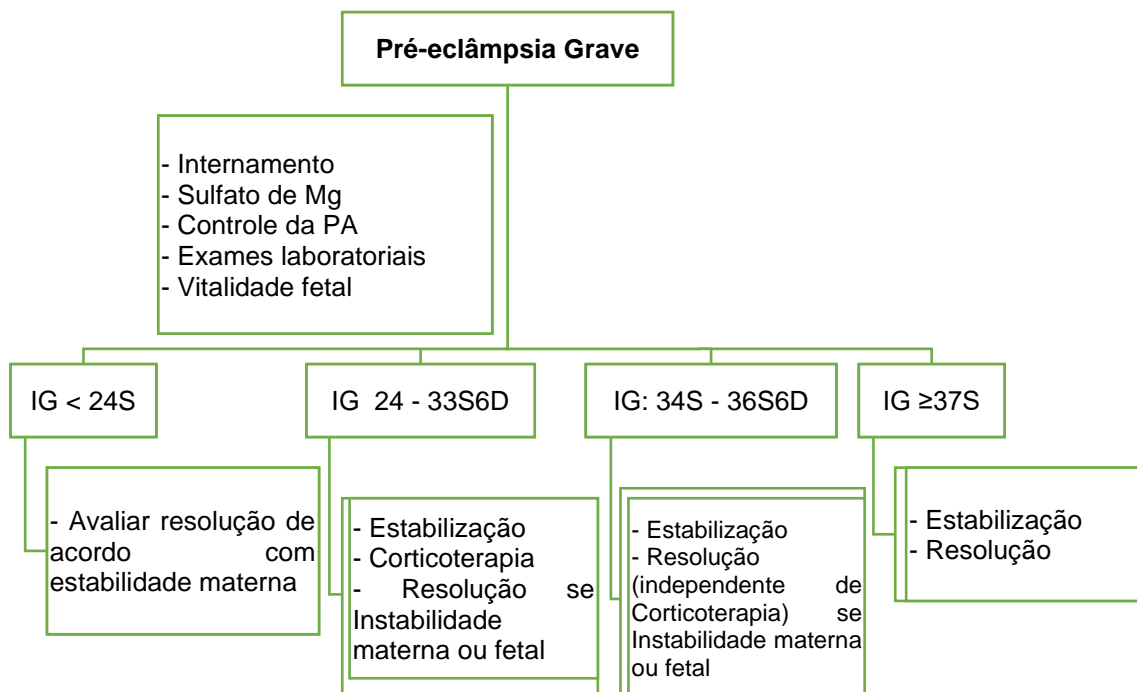 Pré-eclâmpsia Grave
- Internamento
- Sulfato de Mg
- Controle da PA
- Exames laboratoriais
- Vitalidade fetal
IG < 24S
IG 24 - 33S6D
IG: 34S - 36S6D
IG ≥37S
- Avaliar resolução de
acordo com
estabilidade materna
- Estabilização
- Corticoterapia
- Resolução se
Instabilidade
materna ou fetal
- Estabilização
- Resolução
(independente de
Corticoterapia) se
Instabilidade materna
ou fetal
- Estabilização
- Resolução